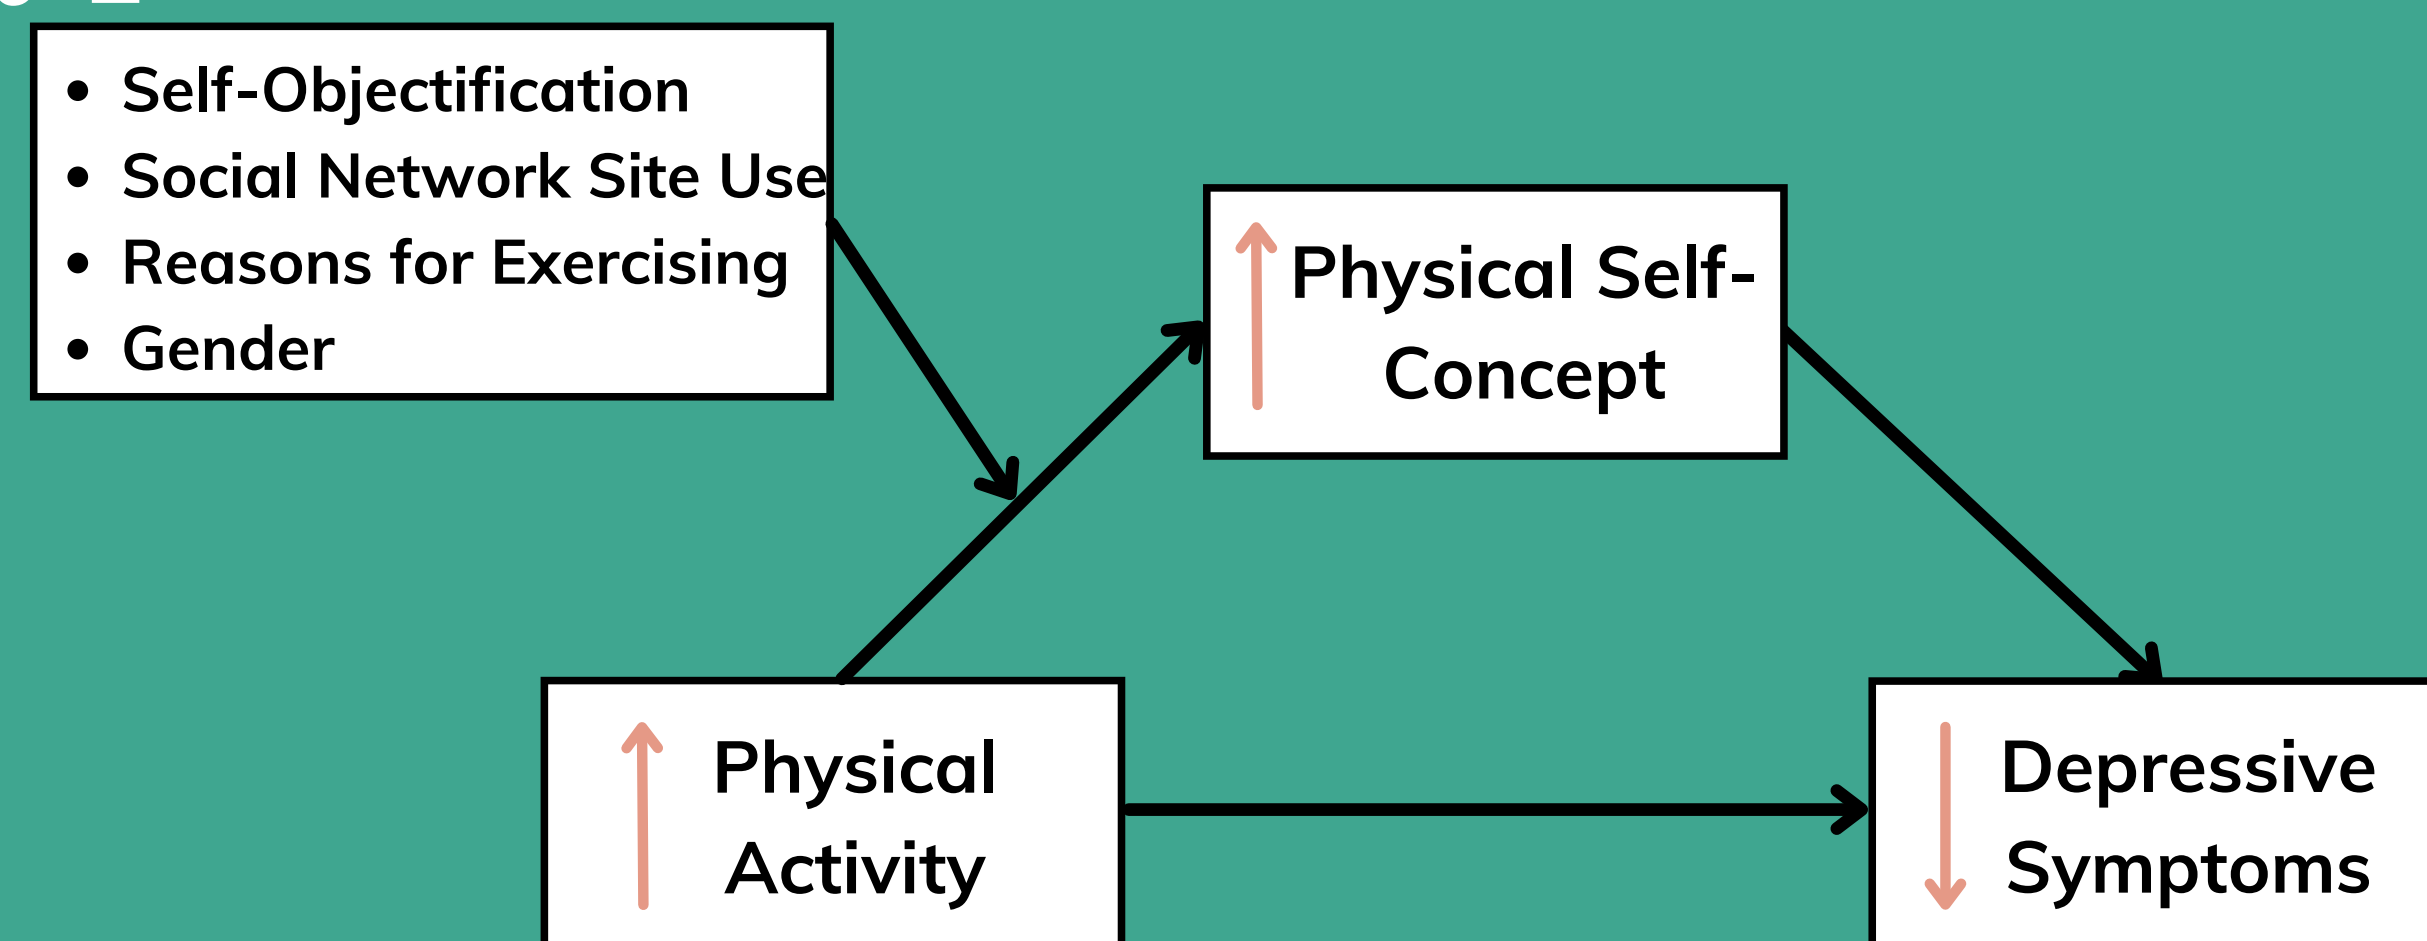 • Self-Objectification
• Social Network Site Use
• Reasons for Exercising
• Gender
Physical Self-
Concept
Physical
Activity
Depressive
Symptoms